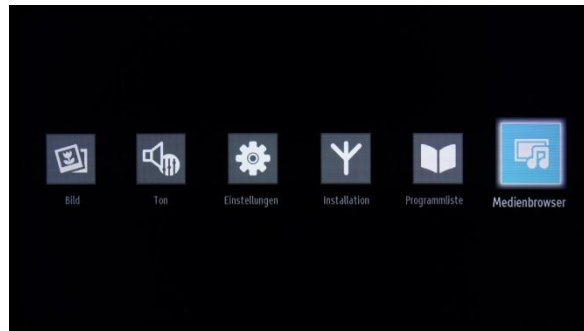 Bild
Ton
Einstellungen
Installation
Programmliste
Medienbrowser